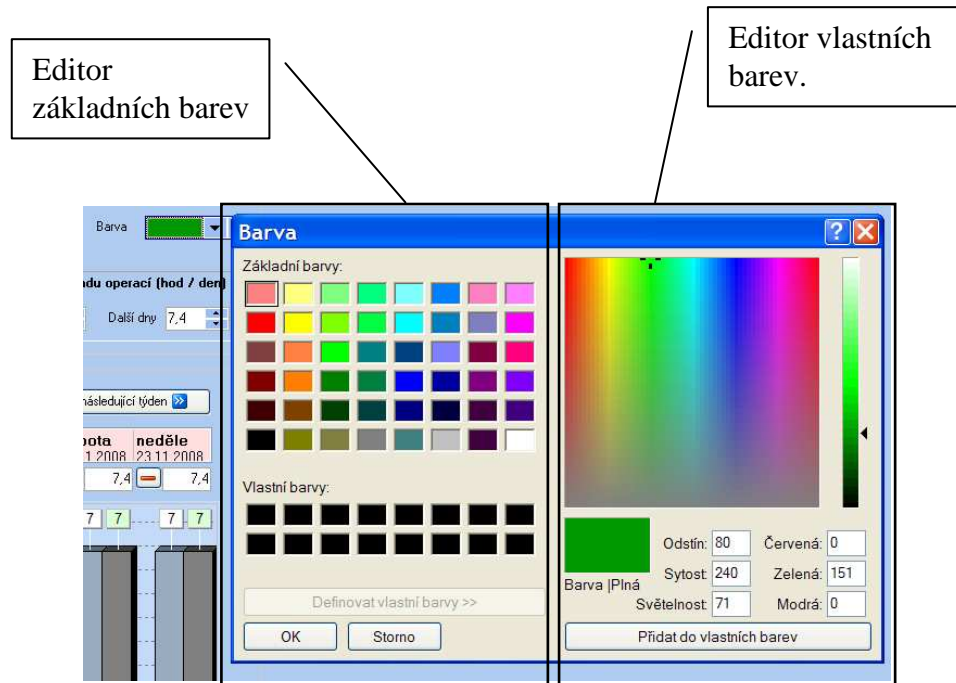 Editor
základních barev
Editor vlastních
barev.
Barva
Barva
Základní barvy:
du operací (hod / den)
Další dny 7,4
následující týden
neděle
1.2008 23.11.2008
7,4 7,4
7 7 7 7
Vlastní barvy:
Definovat vlastní barvy >>
OK Storno
Odstín: 80 Červená: 0
Sytost: 240 Zelená: 151
Barva |Plná
Světelnost: 71 Modrá: 0
Přidat do vlastních barev